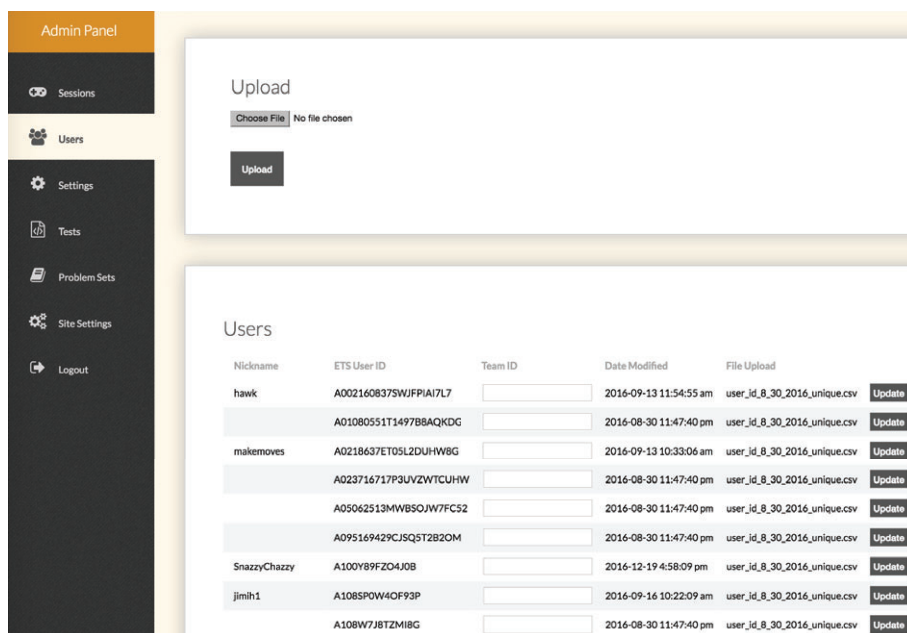 Admin Panel
Sessions
Users
Settings
Tests
Problem Sets
Site Settings
Logout
Upload
Choose File No file chosen
Upload
Users
Nickname ETS User ID Team ID Date Modified File Upload
hawk A002160837SWJFPIAI7L7 2016-09-13 11:54:55 am user_id_8_30_2016_unique.csv Update
A01080551T1497B8AQKDG 2016-08-30 11:47:40 pm user_id_8_30_2016_unique.csv Update
makemoves A0218637ET05L2DUHW8G 2016-09-13 10:33:06 am user_id_8_30_2016_unique.csv Update
A023716717P3UVZWTCUHW 2016-08-30 11:47:40 pm user_id_8_30_2016_unique.csv Update
A05062513MWBSOJW7FC52 2016-08-30 11:47:40 pm user_id_8_30_2016_unique.csv Update
A095169429CJSQ5T2B2OM 2016-08-30 11:47:40 pm user_id_8_30_2016_unique.csv Update
SnazzyChazzy A100Y89FZO4J0B 2016-12-19 4:58:09 pm user_id_8_30_2016_unique.csv Update
jimih1 A108SP0W4OF93P 2016-09-16 10:22:09 am user_id_8_30_2016_unique.csv Update
A108W7J8TZMI8G 2016-08-30 11:47:40 pm user_id_8_30_2016_unique.csv Update